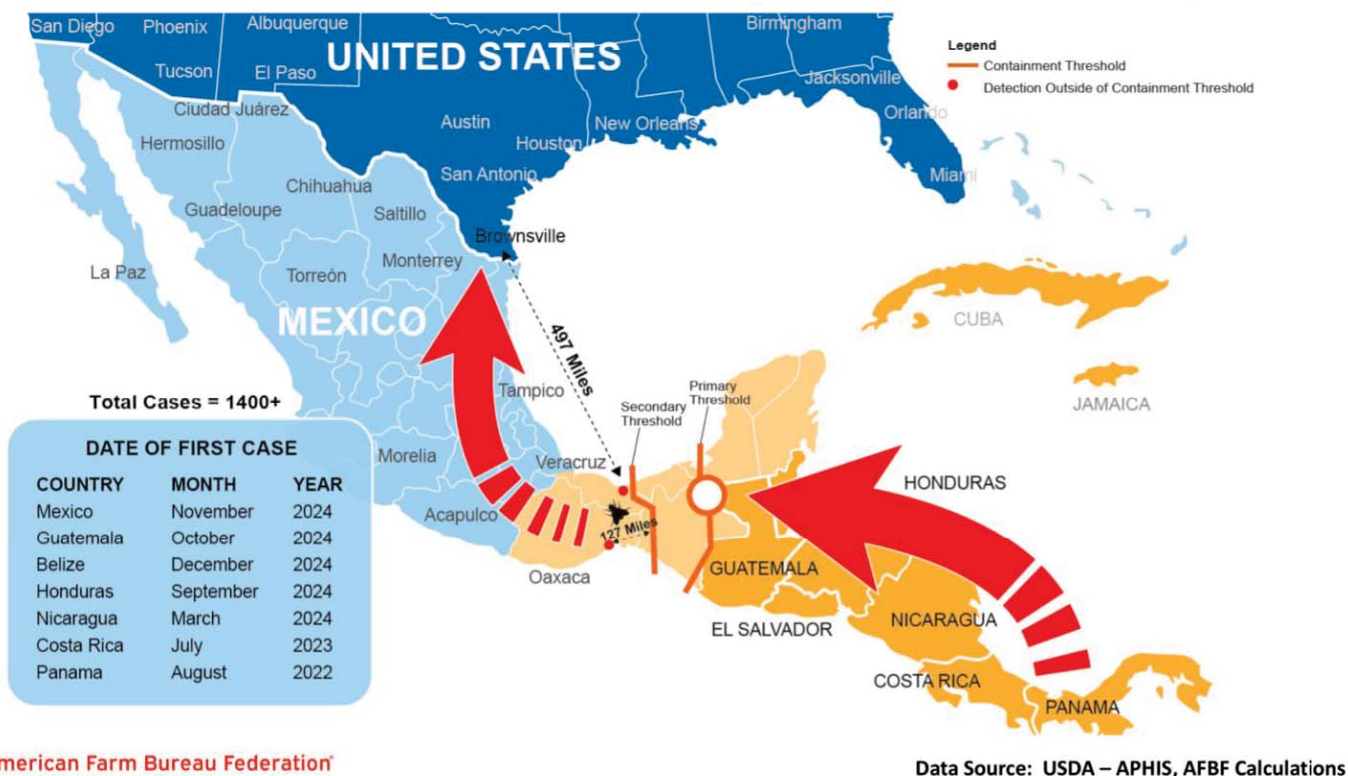 San Diego
Phoenix
Albuquerque
Birmingham
UNITED STATES
Tucson
El Paso
Jacksonville
Ciudad Juárez
Orlando
Hermosillo
Austin
New Orleans
Houston
San Antonio
Miami
Chihuahua
Guadeloupe
Saltillo
Brownsville
La Paz
Torreón
Monterrey
MEXICO
497 Miles
CUBA
JAMAICA
Tampico
Primary
Threshold
Secondary
Threshold
Morelia
Veracruz
Acapulco
127 Miles
Oaxaca
HONDURAS
GUATEMALA
EL SALVADOR
NICARAGUA
COSTA RICA
PANAMA
Legend
Containment Threshold
Detection Outside of Containment Threshold
Total Cases = 1400+
DATE OF FIRST CASE
COUNTRY MONTH YEAR
Mexico November 2024
Guatemala October 2024
Belize December 2024
Honduras September 2024
Nicaragua March 2024
Costa Rica July 2023
Panama August 2022
merican Farm Bureau Federation®
Data Source: USDA – APHIS, AFBF Calculations